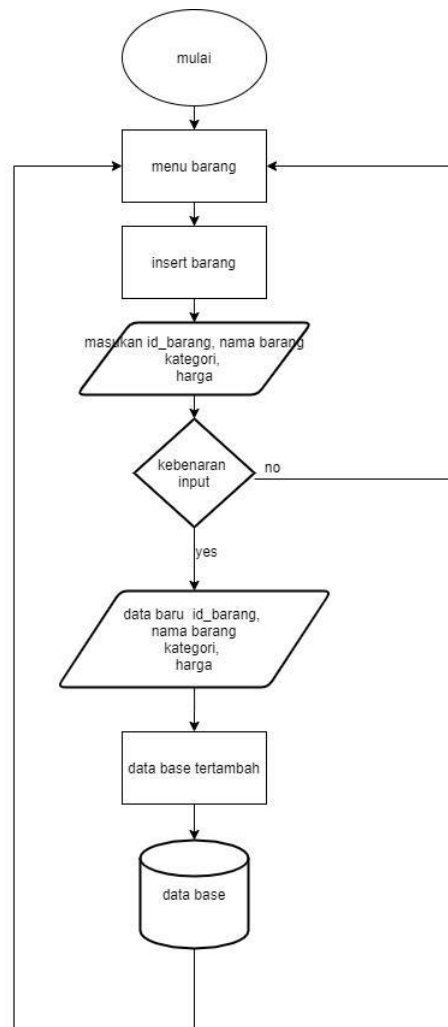 mulai
menu barang
insert barang
masukan id_barang, nama barang
kategori,
harga
kebenaran
input
no
yes
data baru id_barang,
nama barang
kategori,
harga
data base tertambah
data base